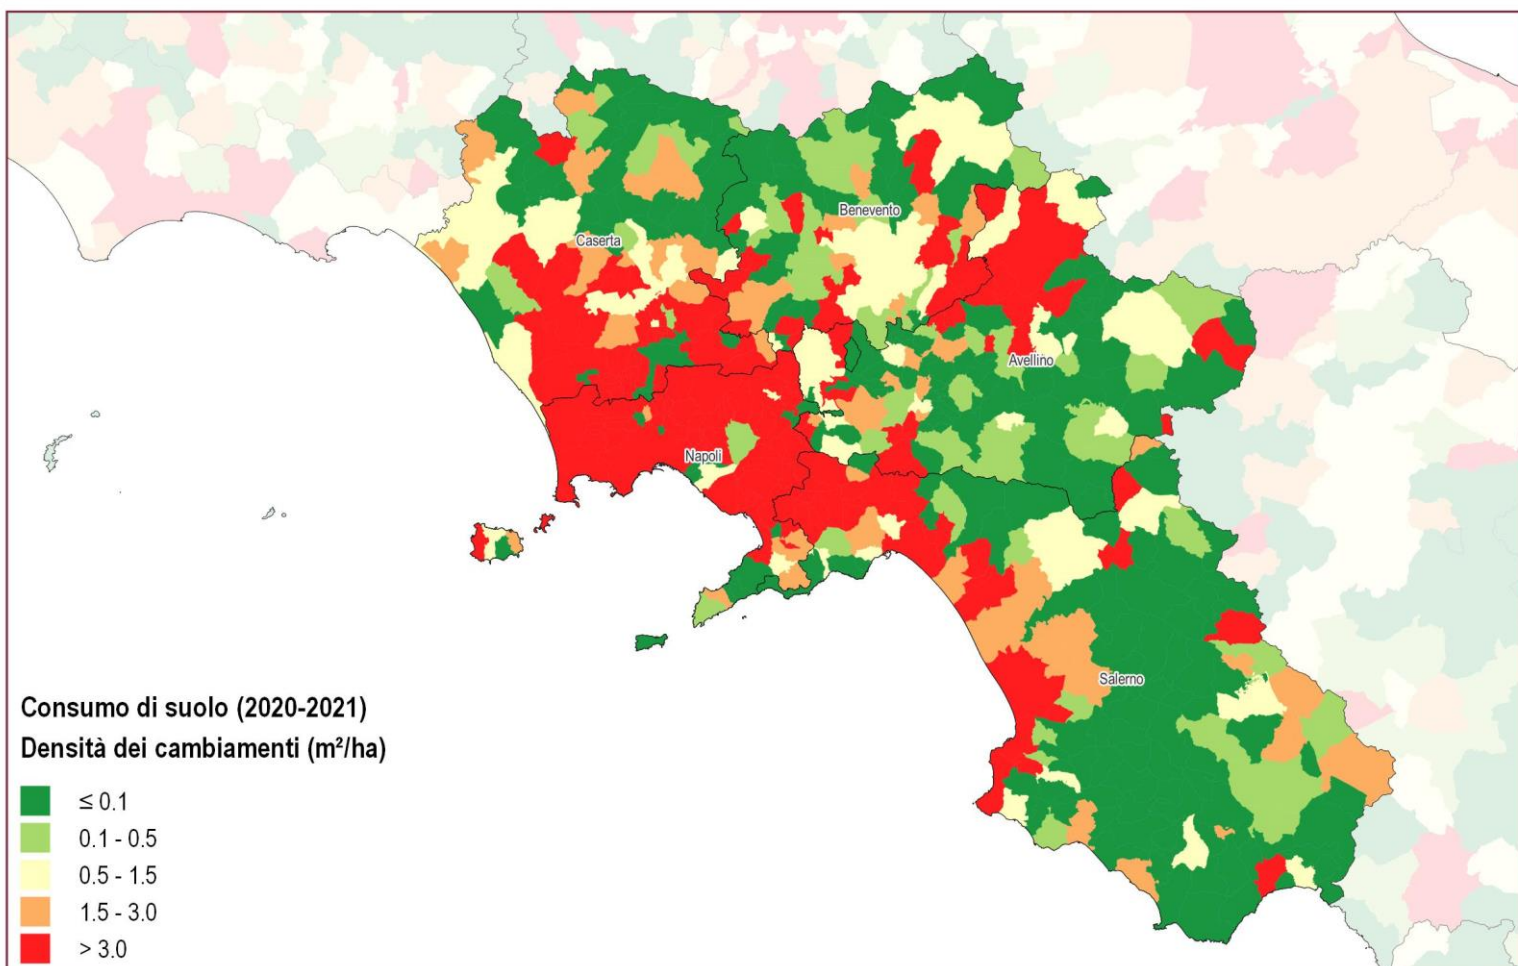 Benevento
Caserta
Avellino
Napoli
Salerno
Consumo di suolo (2020-2021)
Densità dei cambiamenti (m²/ha)
≤ 0.1
0.1 - 0.5
0.5 - 1.5
1.5 - 3.0
> 3.0